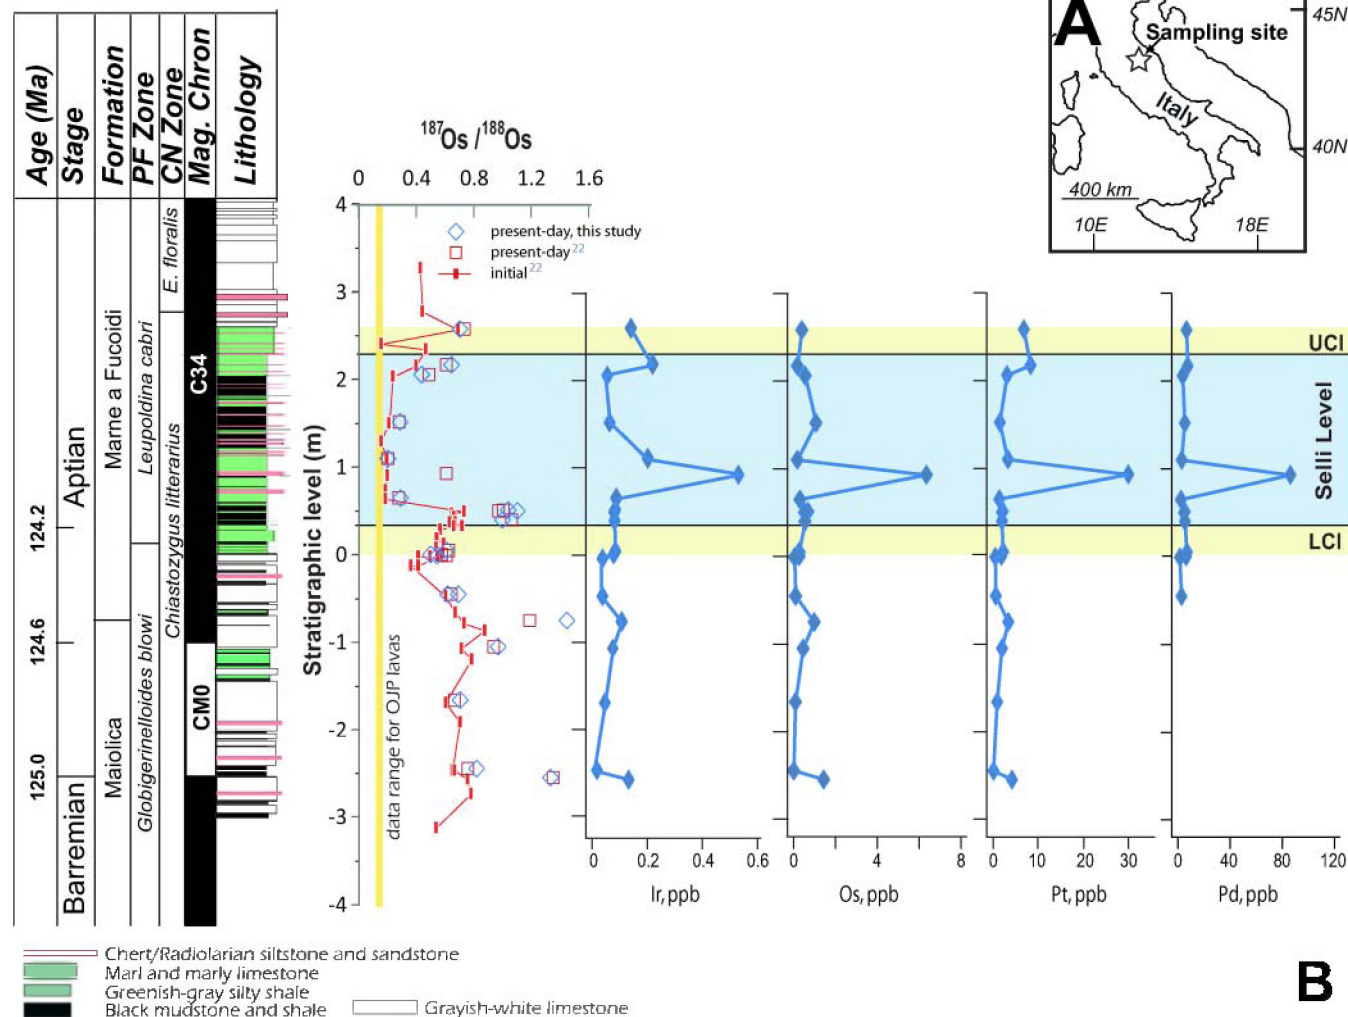 Age (Ma)
Stage
Formation
PF Zone
CN Zone
Mag. Chron
Lithology
124.2
124.6
125.0
Aptian
Barremian
Marne a Fucoidi
Maiolica
Leupoldina cabri
Globigerinelloides blowi
E. floralis
Chiastozygus litterarius
C34
CM0
187Os /188Os
0 0.4 0.8 1.2 1.6
present-day, this study
present-day22
initial22
Stratigraphic level (m)
4
3
2
1
0
-1
-2
-3
-4
data range for OJP lavas
0 0.2 0.4 0.6
Ir, ppb
0 4 8
Os, ppb
0 10 20 30
Pt, ppb
0 40 80 120
Pd, ppb
UCI
Selli Level
LCI
A
Sampling site
Italy
400 km
10E 18E
45N
40N
Chert/Radiolarian siltstone and sandstone
Marl and marly limestone
Greenish-gray silty shale
Black mudstone and shale
Grayish-white limestone
B